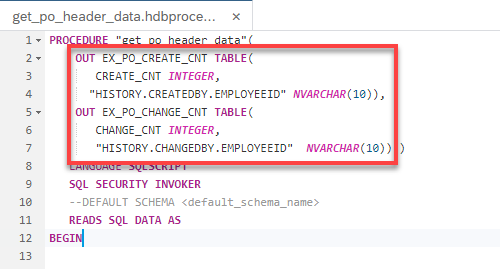 get_po_header_data.hdbproce... ×
1 PROCEDURE "get_po_header_data"(
2 OUT EX_PO_CREATE_CNT TABLE(
3 CREATE_CNT INTEGER,
4 "HISTORY.CREATEDBY.EMPLOYEEID" NVARCHAR(10)),
5 OUT EX_PO_CHANGE_CNT TABLE(
6 CHANGE_CNT INTEGER,
7 "HISTORY.CHANGEDBY.EMPLOYEEID" NVARCHAR(10)) )
8 LANGUAGE SQLSCRIPT
9 SQL SECURITY INVOKER
10 --DEFAULT SCHEMA <default_schema_name>
11 READS SQL DATA AS
12 BEGIN